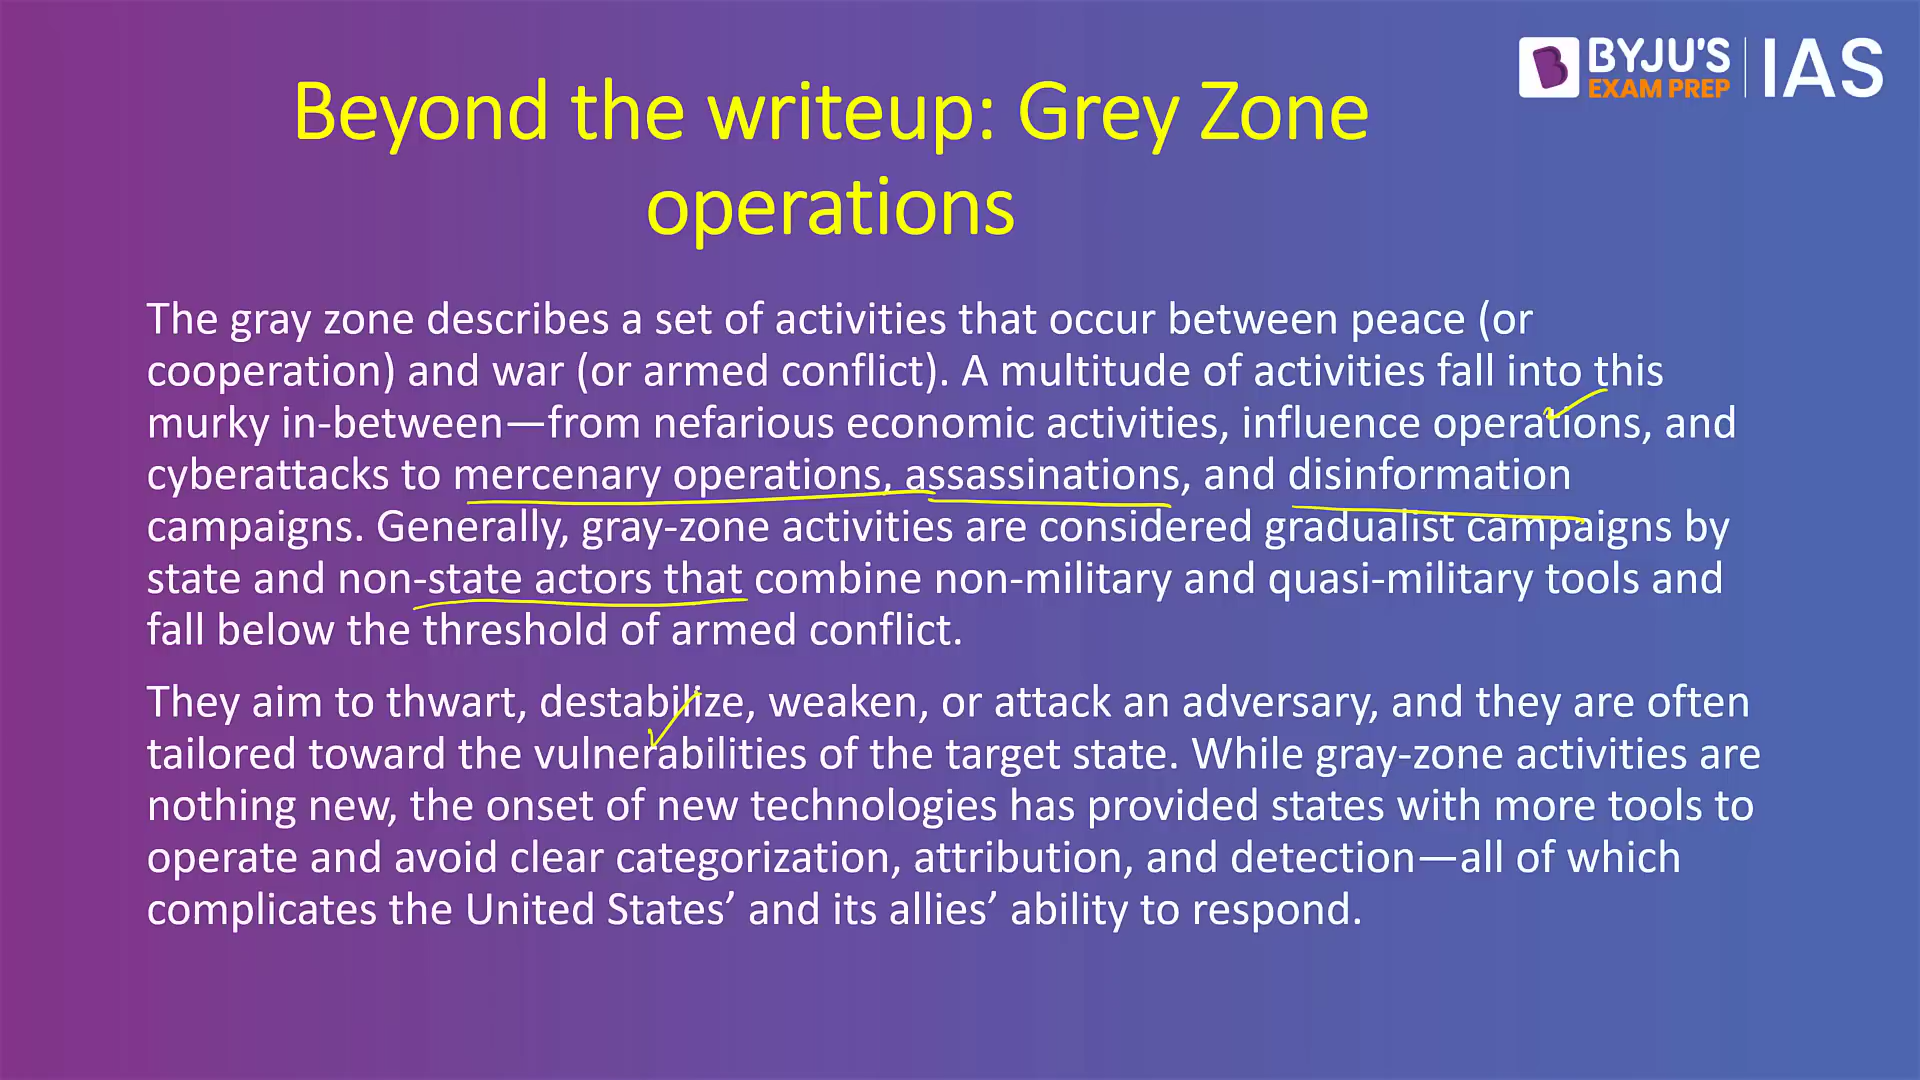 BYJU'S
EXAM PREP
IAS
Beyond the writeup: Grey Zone
operations
The gray zone describes a set of activities that occur between peace (or
cooperation) and war (or armed conflict). A multitude of activities fall into this
murky in-between—from nefarious economic activities, influence operations, and
cyberattacks to mercenary operations, assassinations, and disinformation
campaigns. Generally, gray-zone activities are considered gradualist campaigns by
state and non-state actors that combine non-military and quasi-military tools and
fall below the threshold of armed conflict.
They aim to thwart, destabilize, weaken, or attack an adversary, and they are often
tailored toward the vulnerabilities of the target state. While gray-zone activities are
nothing new, the onset of new technologies has provided states with more tools to
operate and avoid clear categorization, attribution, and detection—all of which
complicates the United States’ and its allies’ ability to respond.